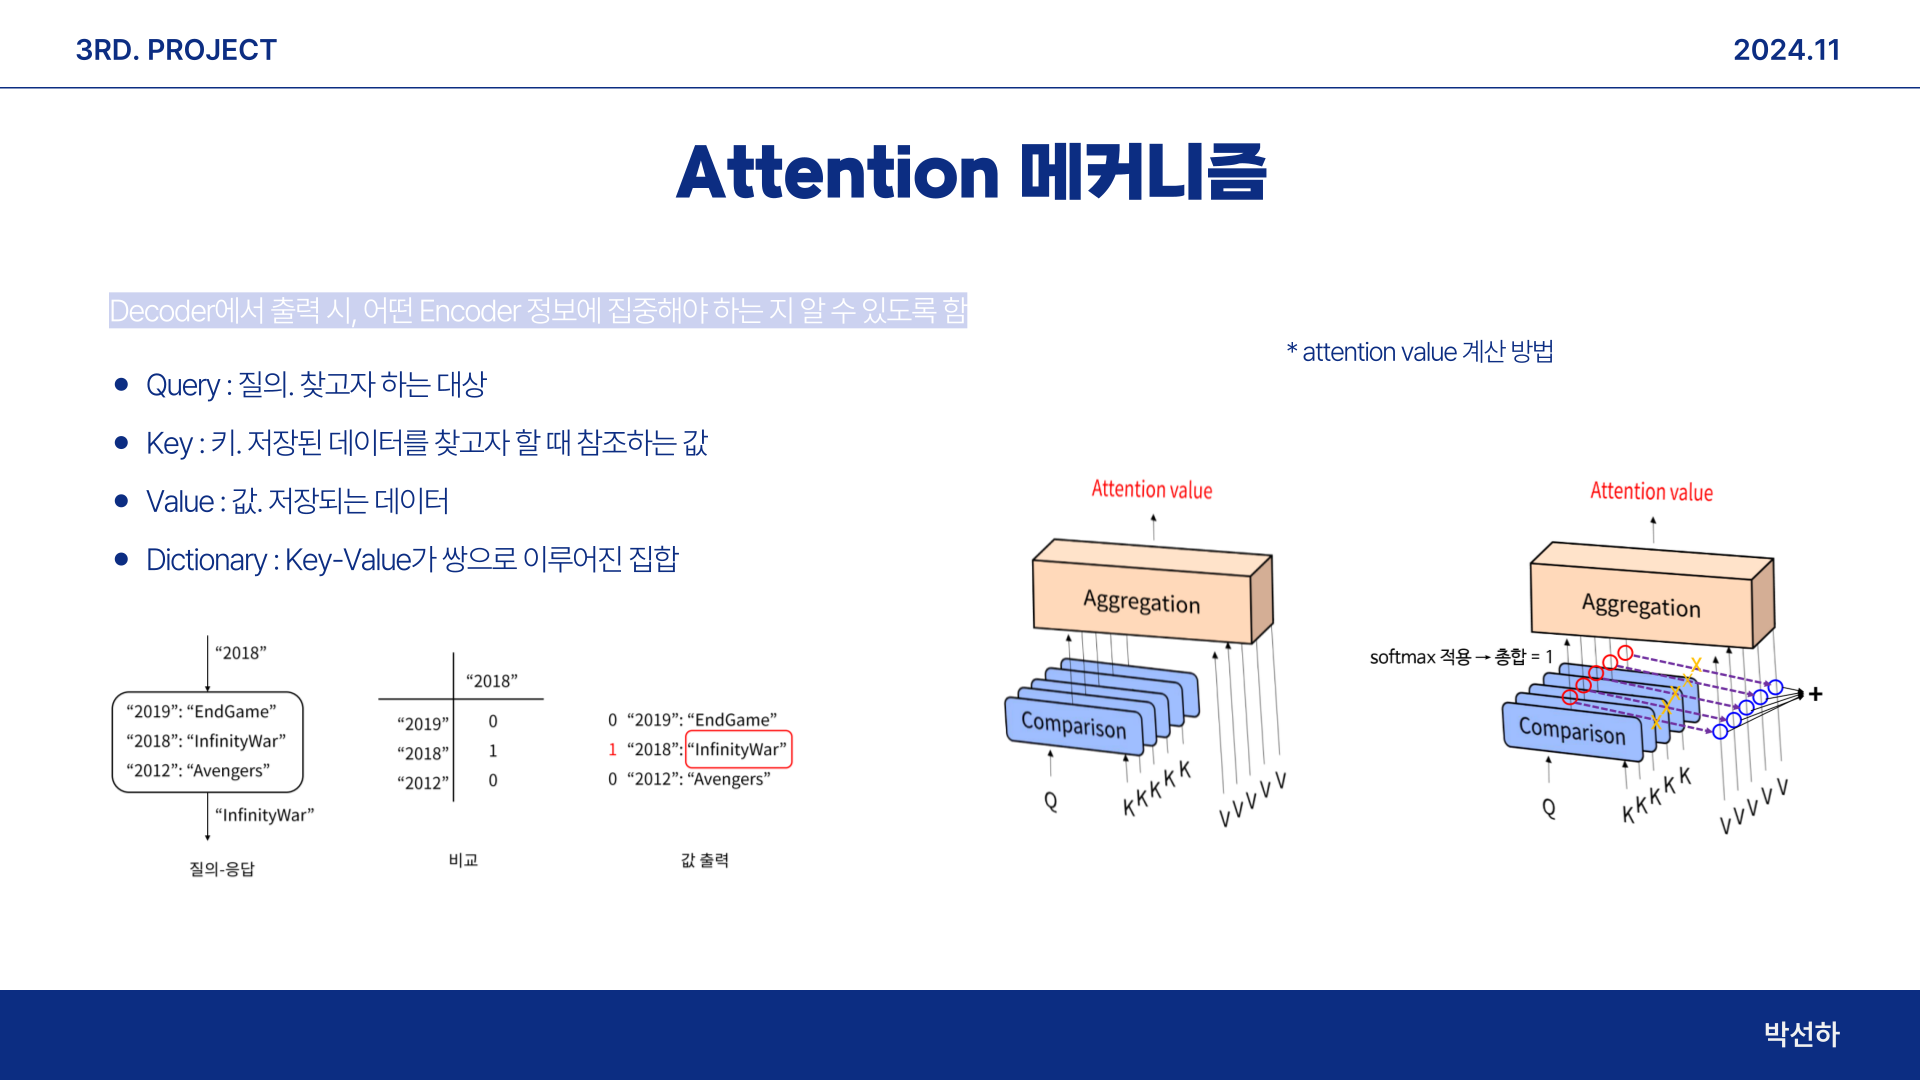 3RD. PROJECT
2024.11
Attention 메커니즘
Decoder에서 출력 시, 어떤 Encoder 정보에 집중해야 하는 지 알 수 있도록 함
● Query : 질의. 찾고자 하는 대상
● Key : 키. 저장된 데이터를 찾고자 할 때 참조하는 값
● Value : 값. 저장되는 데이터
● Dictionary : Key-Value가 쌍으로 이루어진 집합
“2018”
“2019”: “EndGame”
“2018”: “InfinityWar”
“2012”: “Avengers”
“InfinityWar”
질의-응답
“2018”
“2019” 0
“2018” 1
“2012” 0
비교
0 “2019”: “EndGame”
1 “2018”: “InfinityWar”
0 “2012”: “Avengers”
값 출력
* attention value 계산 방법
Attention value
Aggregation
Comparison
Q
K K K K K
V V V V V
Attention value
Aggregation
softmax 적용 → 총합 = 1
X X X X
+
Comparison
Q
K K K K K
V V V V V
박선하